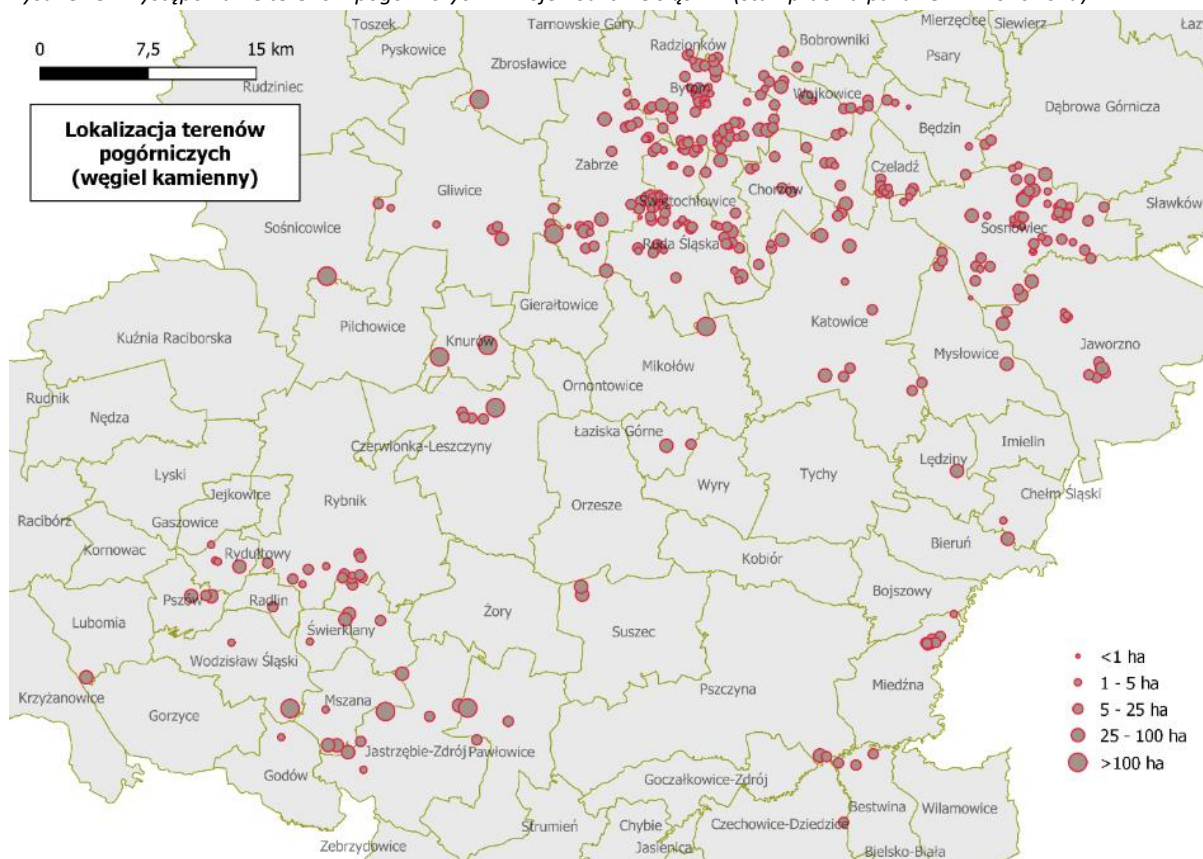 0 7,5 15 km
Lokalizacja terenów
pogórniczych
(węgiel kamienny)
Toszek
Tarnowskie Góry
Mierzęcice
Siewierz
Pyskowice
Zbrosławice
Radzionków
Bobrowniki
Psary
Rudziniec
Bytom
Wojkowice
Dąbrowa Górnicza
Będzin
Zabrze
Czeladź
Gliwice
Chorzów
Świętochłowice
Sławków
Sośnicowice
Sosnowiec
Ruda Śląska
Gierałtowice
Pilchowice
Katowice
Kuźnia Raciborska
Knurów
Mikołów
Mysłowice
Jaworzno
Ornontowice
Rudnik
Nędza
Łaziska Górne
Czerwionka-Leszczyny
Imielin
Lędziny
Lyski
Tychy
Wyry
Jejkowice
Rybnik
Chełm Śląski
Orzesze
Racibórz
Gaszowice
Bieruń
Kornowac
Rydułtowy
Kobiór
Bojszowy
Pszów
Radlin
Żory
Lubomia
Świerklany
Suszec
Wodzisław Śląski
<1 ha
1 - 5 ha
5 - 25 ha
25 - 100 ha
>100 ha
Krzyżanowice
Mszana
Pszczyna
Miedźna
Gorzyce
Jastrzębie-Zdrój
Pawłowice
Godów
Goczałkowice-Zdrój
Bestwina
Wilamowice
Strumień
Chybie
Czechowice-Dziedzice
Zebrzydowice
Jasienica
Bielsko-Biała